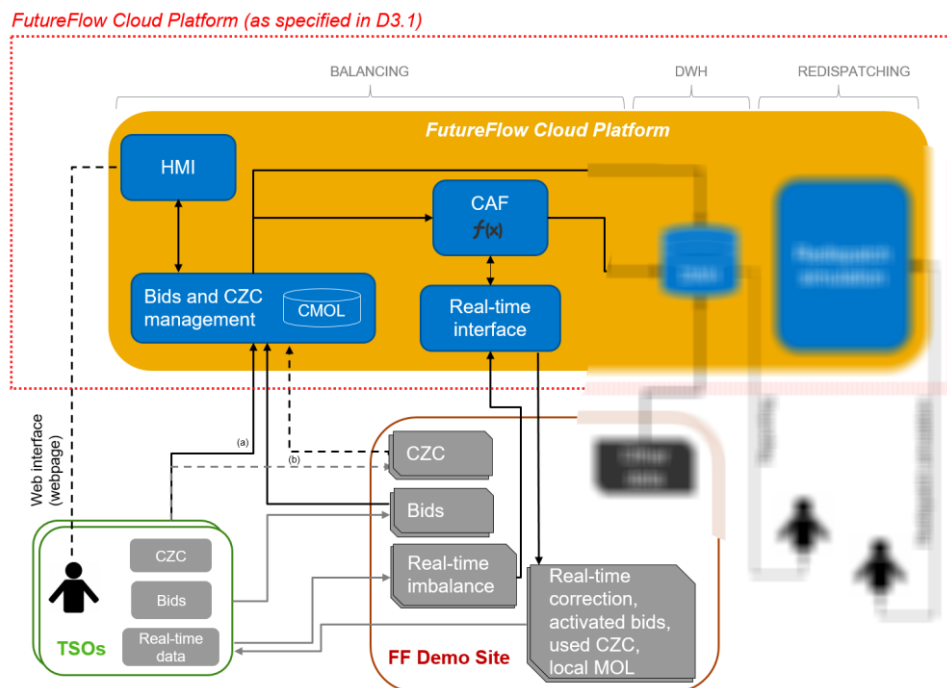 FutureFlow Cloud Platform (as specified in D3.1)
BALANCING
DWH
REDISPATCHING
FutureFlow Cloud Platform
HMI
CAF
f(x)
Bids and CZC
management
CMOL
Real-time
interface
Web interface
(webpage)
(a)
(b)
CZC
Bids
Real-time
imbalance
Real-time
correction,
activated bids,
used CZC,
local MOL
FF Demo Site
CZC
Bids
Real-time
data
TSOs